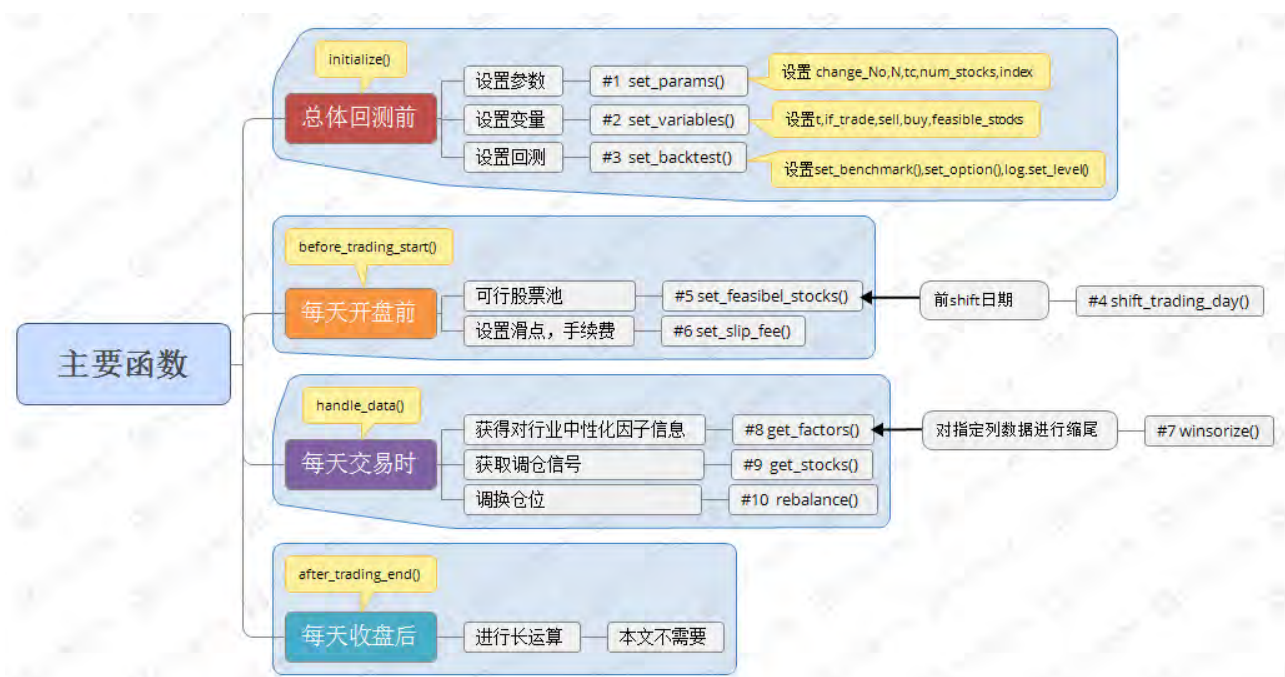 主要函数
initialize()
总体回测前
设置参数
#1 set_params()
设置 change_No,N,tc,num_stocks,index
设置变量
#2 set_variables()
设置t,if_trade,sell,buy,feasible_stocks
设置回测
#3 set_backtest()
设置set_benchmark(),set_option(),log.set_level()
before_trading_start()
每天开盘前
可行股票池
#5 set_feasibel_stocks()
前shift日期
#4 shift_trading_day()
设置滑点，手续费
#6 set_slip_fee()
handle_data()
每天交易时
获得对行业中性化因子信息
#8 get_factors()
对指定列数据进行缩尾
#7 winsorize()
获取调仓信号
#9 get_stocks()
调换仓位
#10 rebalance()
after_trading_end()
每天收盘后
进行长运算
本文不需要